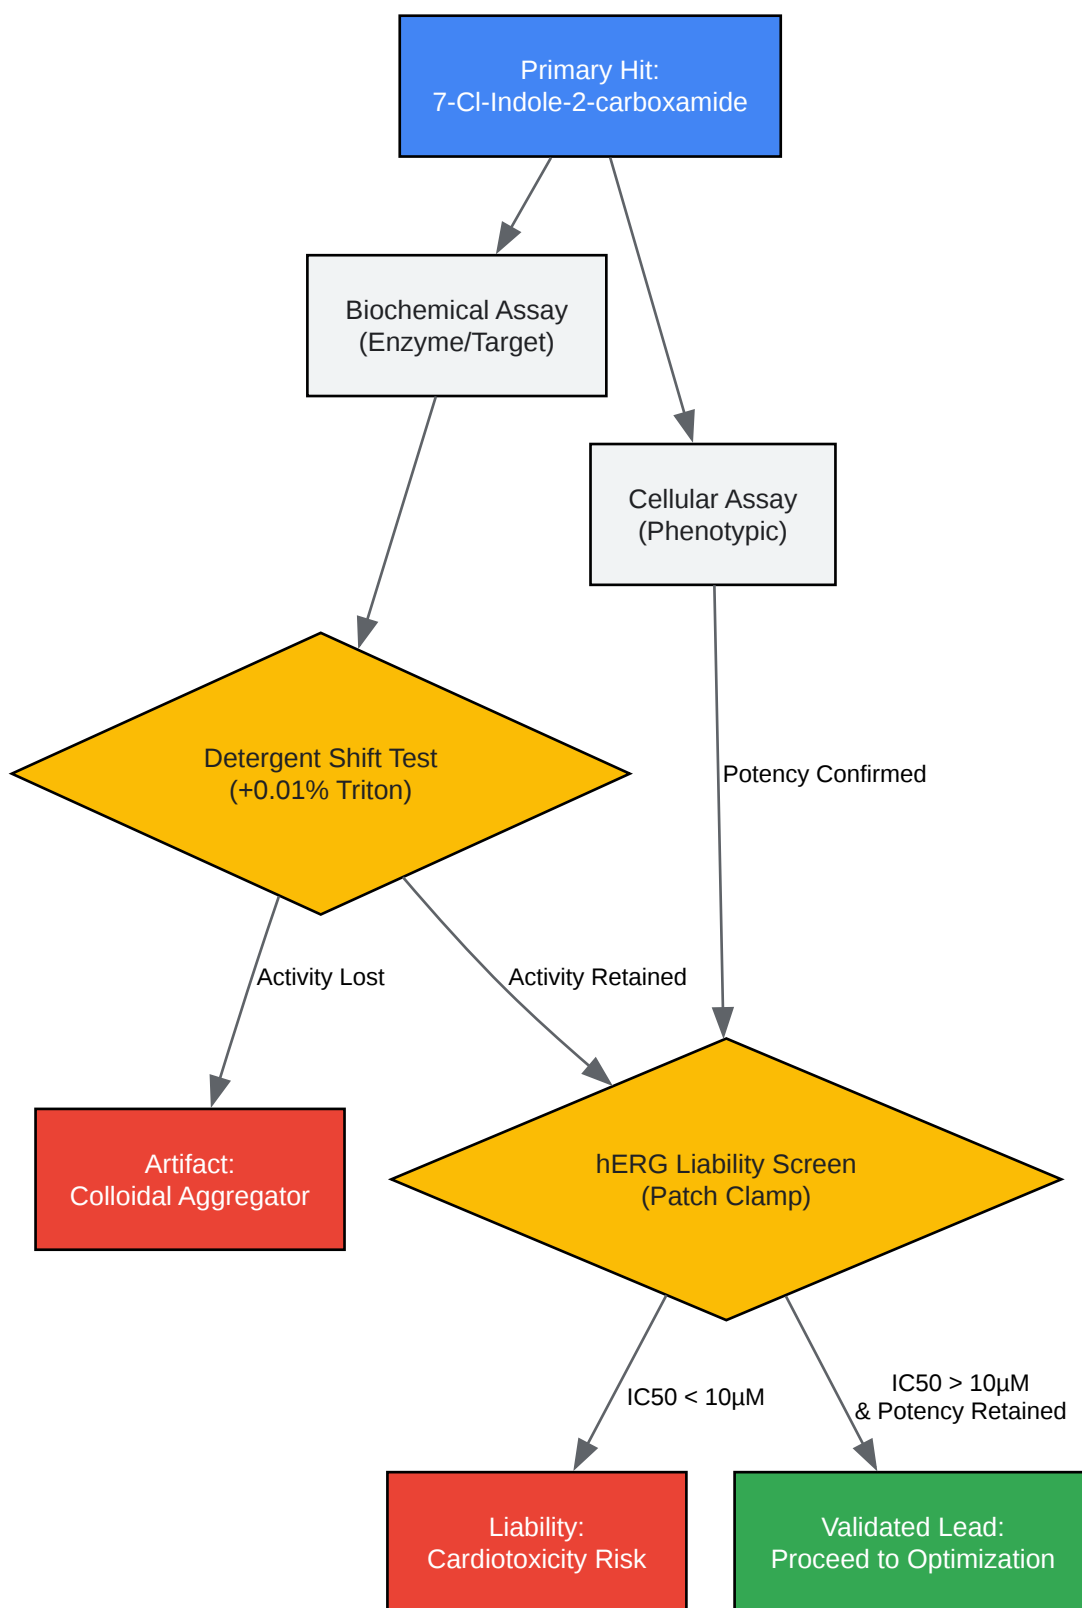 Primary Hit:
7-Cl-Indole-2-carboxamide
Biochemical Assay
(Enzyme/Target)
Cellular Assay
(Phenotypic)
Detergent Shift Test
(+0.01% Triton)
Potency Confirmed
Activity Lost
Activity Retained
Artifact:
Colloidal Aggregator
hERG Liability Screen
(Patch Clamp)
IC50 < 10µM
IC50 > 10µM
& Potency Retained
Liability:
Cardiotoxicity Risk
Validated Lead:
Proceed to Optimization